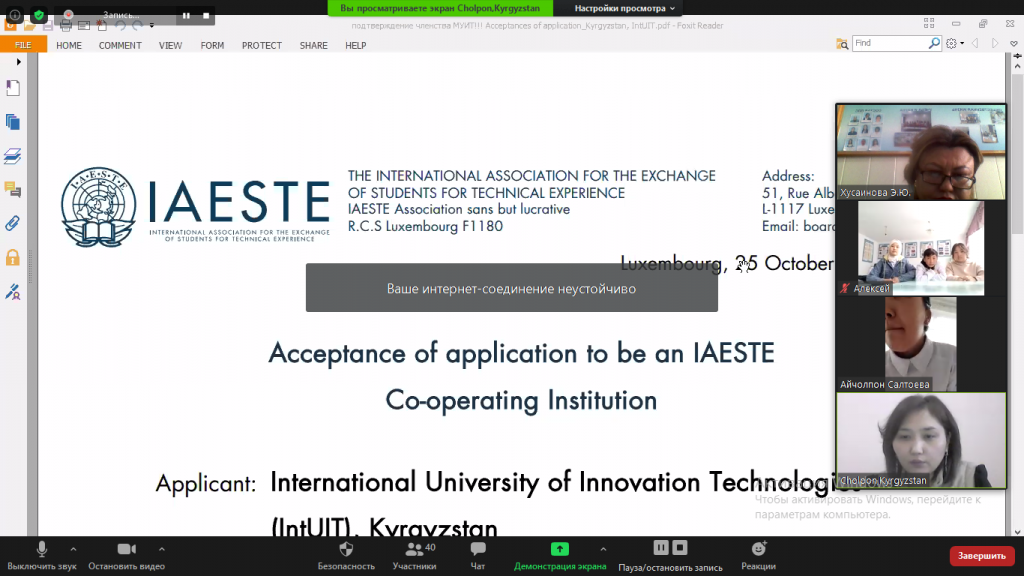 Запись...
Вы просматриваете экран Cholpon,Kyrgyzstan
Настройки просмотра
подтверждение членства МУИТ!!! Acceptances of application_Kyrgyzstan, IntUIT.pdf - Foxit Reader
FILE HOME COMMENT VIEW FORM PROTECT SHARE HELP
Find
IAESTE
IAESTE
INTERNATIONAL ASSOCIATION FOR THE EXCHANGE
OF STUDENTS FOR TECHNICAL EXPERIENCE
THE INTERNATIONAL ASSOCIATION FOR THE EXCHANGE
OF STUDENTS FOR TECHNICAL EXPERIENCE
IAESTE Association sans but lucrative
R.C.S Luxembourg F1180
Address:
51, Rue Albe
L-1117 Luxe
Email: board
Luxembourg, 25 October
Ваше интернет-соединение неустойчиво
Acceptance of application to be an IAESTE
Co-operating Institution
Applicant: International University of Innovation Technologies
(IntUIT), Kyrgyzstan
Хусаинова Э.Ю.
Алексей
Айчолпон Салтоева
Cholpon,Kyrgyzstan
Чтобы активировать Windows, перейдите к
параметрам компьютера.
Выключить звук
Остановить видео
Безопасность
40
Участники
Чат
Демонстрация экрана
Пауза/остановить запись
Реакции
Завершить